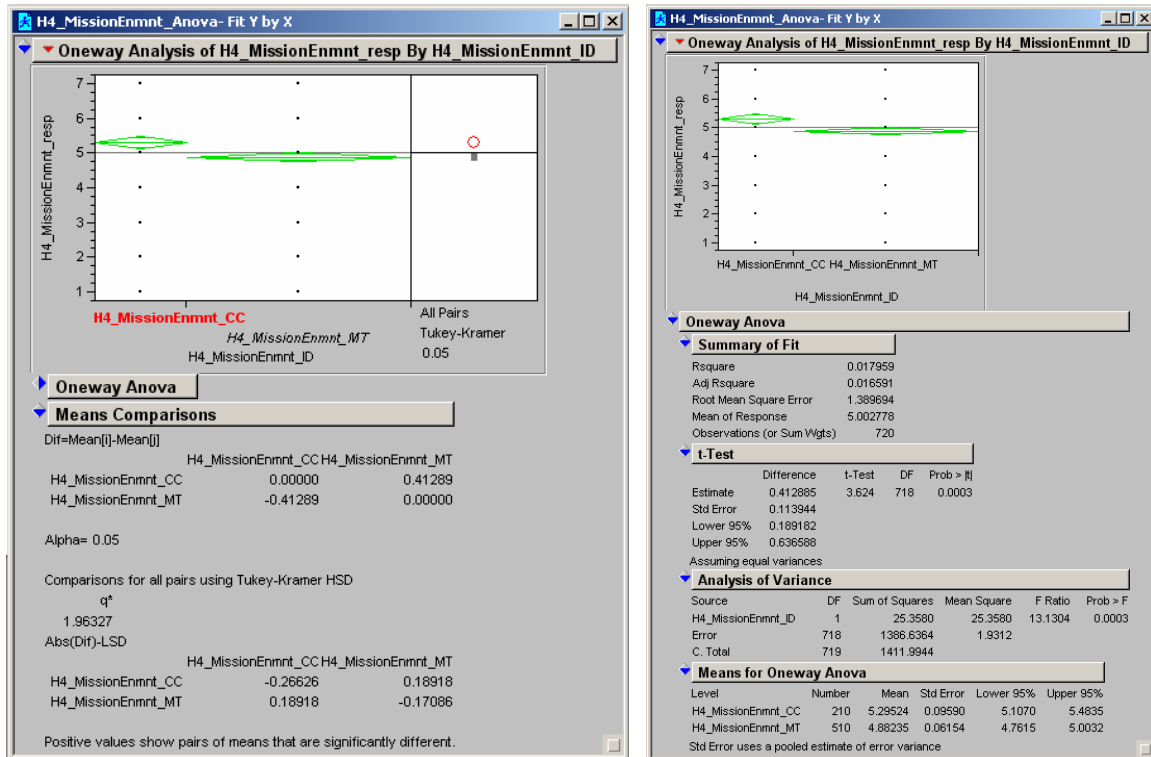 H4_MissionEnmnt_Anova- Fit Y by X
Oneway Analysis of H4_MissionEnmnt_resp By H4_MissionEnmnt_ID
H4_MissionEnmnt_resp
7
6
5
4
3
2
1
H4_MissionEnmnt_CC
H4_MissionEnmnt_MT
H4_MissionEnmnt_ID
All Pairs
Tukey-Kramer
0.05
Oneway Anova
Means Comparisons
Dif=Mean[i]-Mean[j]
H4_MissionEnmnt_CC H4_MissionEnmnt_MT
H4_MissionEnmnt_CC 0.00000 0.41289
H4_MissionEnmnt_MT -0.41289 0.00000
Alpha= 0.05
Comparisons for all pairs using Tukey-Kramer HSD
q*
1.96327
Abs(Dif)-LSD
H4_MissionEnmnt_CC H4_MissionEnmnt_MT
H4_MissionEnmnt_CC -0.26626 0.18918
H4_MissionEnmnt_MT 0.18918 -0.17086
Positive values show pairs of means that are significantly different.
H4_MissionEnmnt_Anova- Fit Y by X
Oneway Analysis of H4_MissionEnmnt_resp By H4_MissionEnmnt_ID
H4_MissionEnmnt_resp
7
6
5
4
3
2
1
H4_MissionEnmnt_CC H4_MissionEnmnt_MT
H4_MissionEnmnt_ID
Oneway Anova
Summary of Fit
Rsquare 0.017959
Adj Rsquare 0.016591
Root Mean Square Error 1.389694
Mean of Response 5.002778
Observations (or Sum Wgts) 720
t-Test
Difference t-Test DF Prob > |t|
Estimate 0.412885 3.624 718 0.0003
Std Error 0.113944
Lower 95% 0.189182
Upper 95% 0.636588
Assuming equal variances
Analysis of Variance
Source DF Sum of Squares Mean Square F Ratio Prob > F
H4_MissionEnmnt_ID 1 25.3580 25.3580 13.1304 0.0003
Error 718 1386.6364 1.9312
C. Total 719 1411.9944
Means for Oneway Anova
Level Number Mean Std Error Lower 95% Upper 95%
H4_MissionEnmnt_CC 210 5.29524 0.09590 5.1070 5.4835
H4_MissionEnmnt_MT 510 4.88235 0.06154 4.7615 5.0032
Std Error uses a pooled estimate of error variance